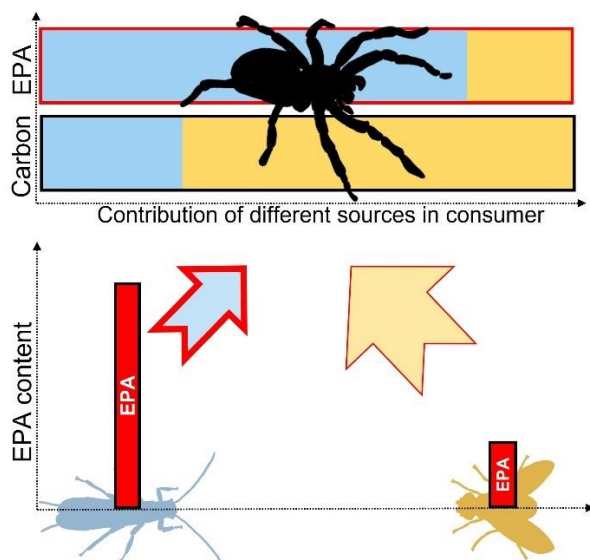 EPA
Carbon
Contribution of different sources in consumer
EPA content
EPA
EPA